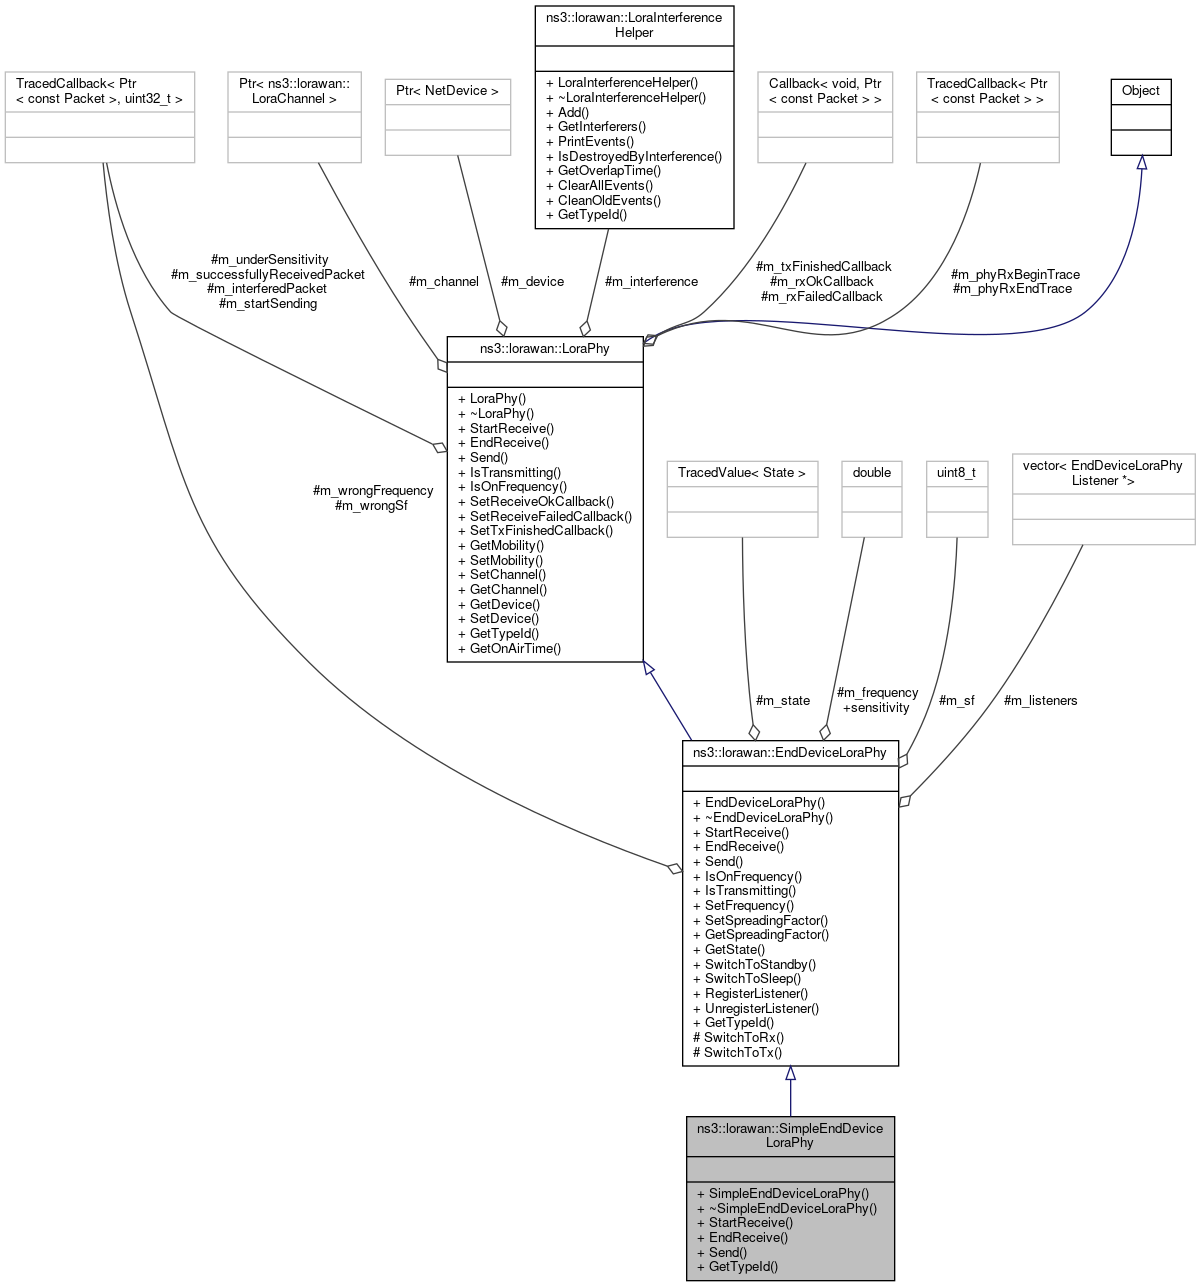 ns3::lorawan::LoraInterference
Helper
+ LoraInterferenceHelper()
+ ~LoraInterferenceHelper()
+ Add()
+ GetInterferers()
+ PrintEvents()
+ IsDestroyedByInterference()
+ GetOverlapTime()
+ ClearAllEvents()
+ CleanOldEvents()
+ GetTypeId()
TracedCallback< Ptr
< const Packet >, uint32_t >
Ptr< ns3::lorawan::
LoraChannel >
Ptr< NetDevice >
Callback< void, Ptr
< const Packet > >
TracedCallback< Ptr
< const Packet > >
Object
#m_underSensitivity
#m_successfullyReceivedPacket
#m_interferedPacket
#m_startSending
#m_channel
#m_device
#m_interference
#m_txFinishedCallback
#m_rxOkCallback
#m_rxFailedCallback
#m_phyRxBeginTrace
#m_phyRxEndTrace
ns3::lorawan::LoraPhy
+ LoraPhy()
+ ~LoraPhy()
+ StartReceive()
+ EndReceive()
+ Send()
+ IsTransmitting()
+ IsOnFrequency()
+ SetReceiveOkCallback()
+ SetReceiveFailedCallback()
+ SetTxFinishedCallback()
+ GetMobility()
+ SetMobility()
+ SetChannel()
+ GetChannel()
+ GetDevice()
+ SetDevice()
+ GetTypeId()
+ GetOnAirTime()
#m_wrongFrequency
#m_wrongSf
TracedValue< State >
double
uint8_t
vector< EndDeviceLoraPhy
Listener *>
#m_state
#m_frequency
+sensitivity
#m_sf
#m_listeners
ns3::lorawan::EndDeviceLoraPhy
+ EndDeviceLoraPhy()
+ ~EndDeviceLoraPhy()
+ StartReceive()
+ EndReceive()
+ Send()
+ IsOnFrequency()
+ IsTransmitting()
+ SetFrequency()
+ SetSpreadingFactor()
+ GetSpreadingFactor()
+ GetState()
+ SwitchToStandby()
+ SwitchToSleep()
+ RegisterListener()
+ UnregisterListener()
+ GetTypeId()
# SwitchToRx()
# SwitchToTx()
ns3::lorawan::SimpleEndDevice
LoraPhy
+ SimpleEndDeviceLoraPhy()
+ ~SimpleEndDeviceLoraPhy()
+ StartReceive()
+ EndReceive()
+ Send()
+ GetTypeId()